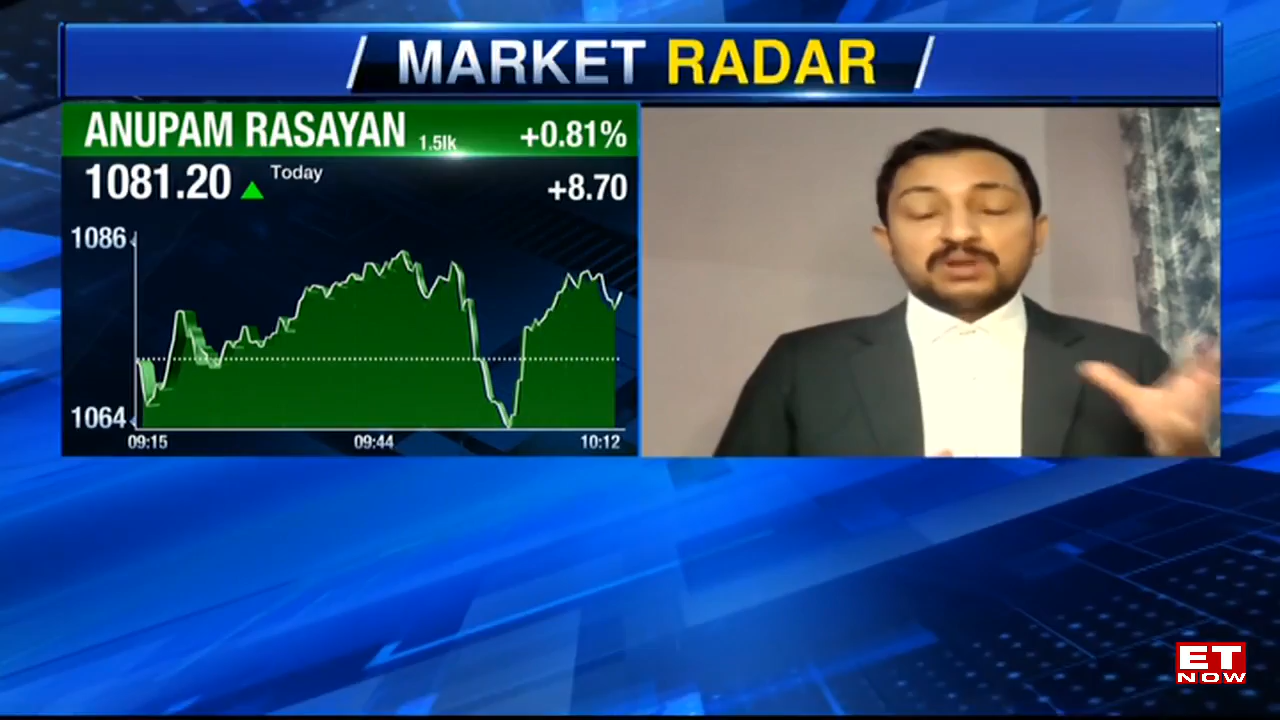 MARKET RADAR
ANUPAM RASAYAN 1.5lk +0.81%
1081.20 Today +8.70
1086
1064
09:15 09:44 10:12
ET
NOW